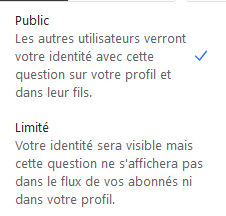 Public
Les autres utilisateurs verront
votre identité avec cette
question sur votre profil et
dans leur fils.
Limité
Votre identité sera visible mais
cette question ne s'affichera pas
dans le flux de vos abonnés ni
dans votre profil.